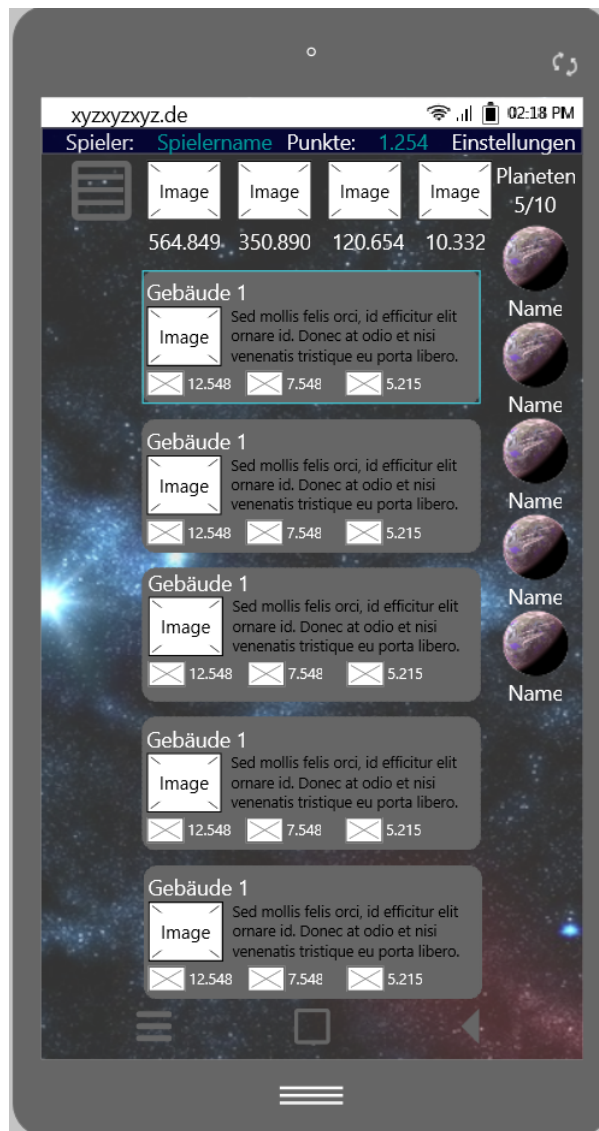 xyzxyzxyz.de 02:18 PM
Spieler: Spielername Punkte: 1.254 Einstellungen
Image Image Image Image Planeten
5/10
564.849 350.890 120.654 10.332
Name
Name
Name
Name
Name
Gebäude 1
Image
Sed mollis felis orci, id efficitur elit
ornare id. Donec at odio et nisi
venenatis tristique eu porta libero.
12.548 7.548 5.215
Gebäude 1
Image
Sed mollis felis orci, id efficitur elit
ornare id. Donec at odio et nisi
venenatis tristique eu porta libero.
12.548 7.548 5.215
Gebäude 1
Image
Sed mollis felis orci, id efficitur elit
ornare id. Donec at odio et nisi
venenatis tristique eu porta libero.
12.548 7.548 5.215
Gebäude 1
Image
Sed mollis felis orci, id efficitur elit
ornare id. Donec at odio et nisi
venenatis tristique eu porta libero.
12.548 7.548 5.215
Gebäude 1
Image
Sed mollis felis orci, id efficitur elit
ornare id. Donec at odio et nisi
venenatis tristique eu porta libero.
12.548 7.548 5.215